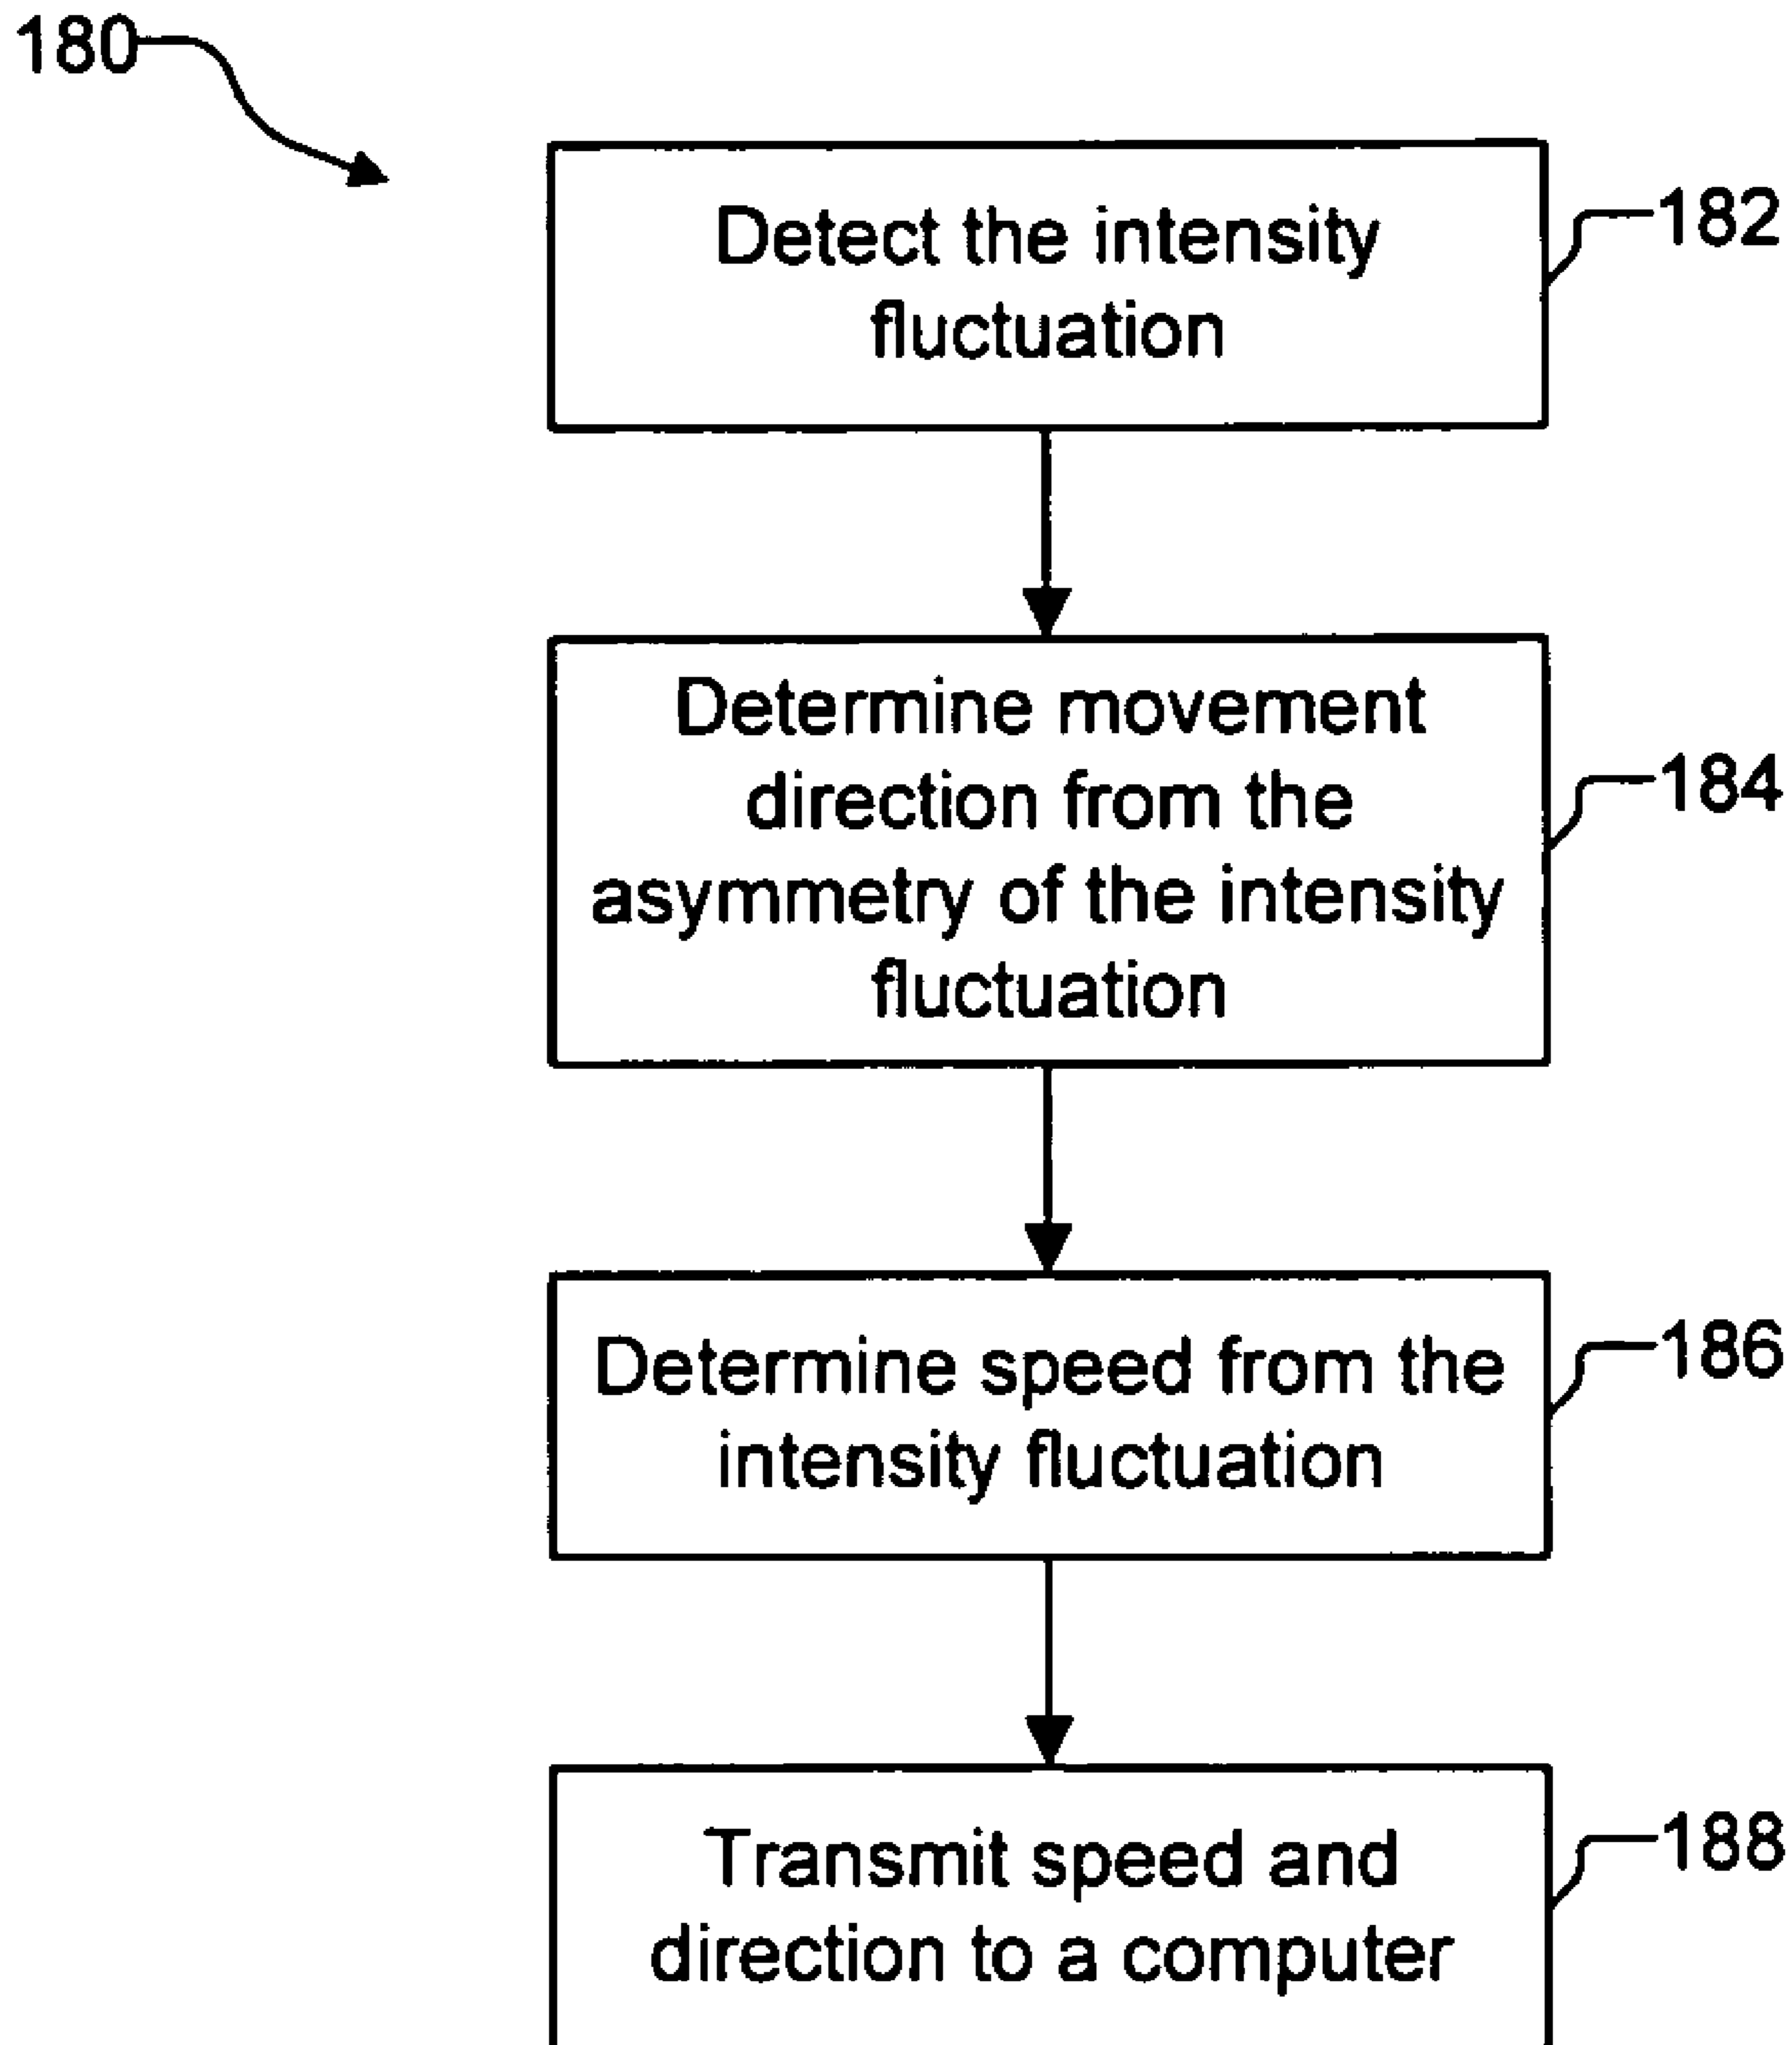 180
Detect the intensity
fluctuation
182
Determine movement
direction from the
asymmetry of the intensity
fluctuation
184
Determine speed from the
intensity fluctuation
186
Transmit speed and
direction to a computer
188